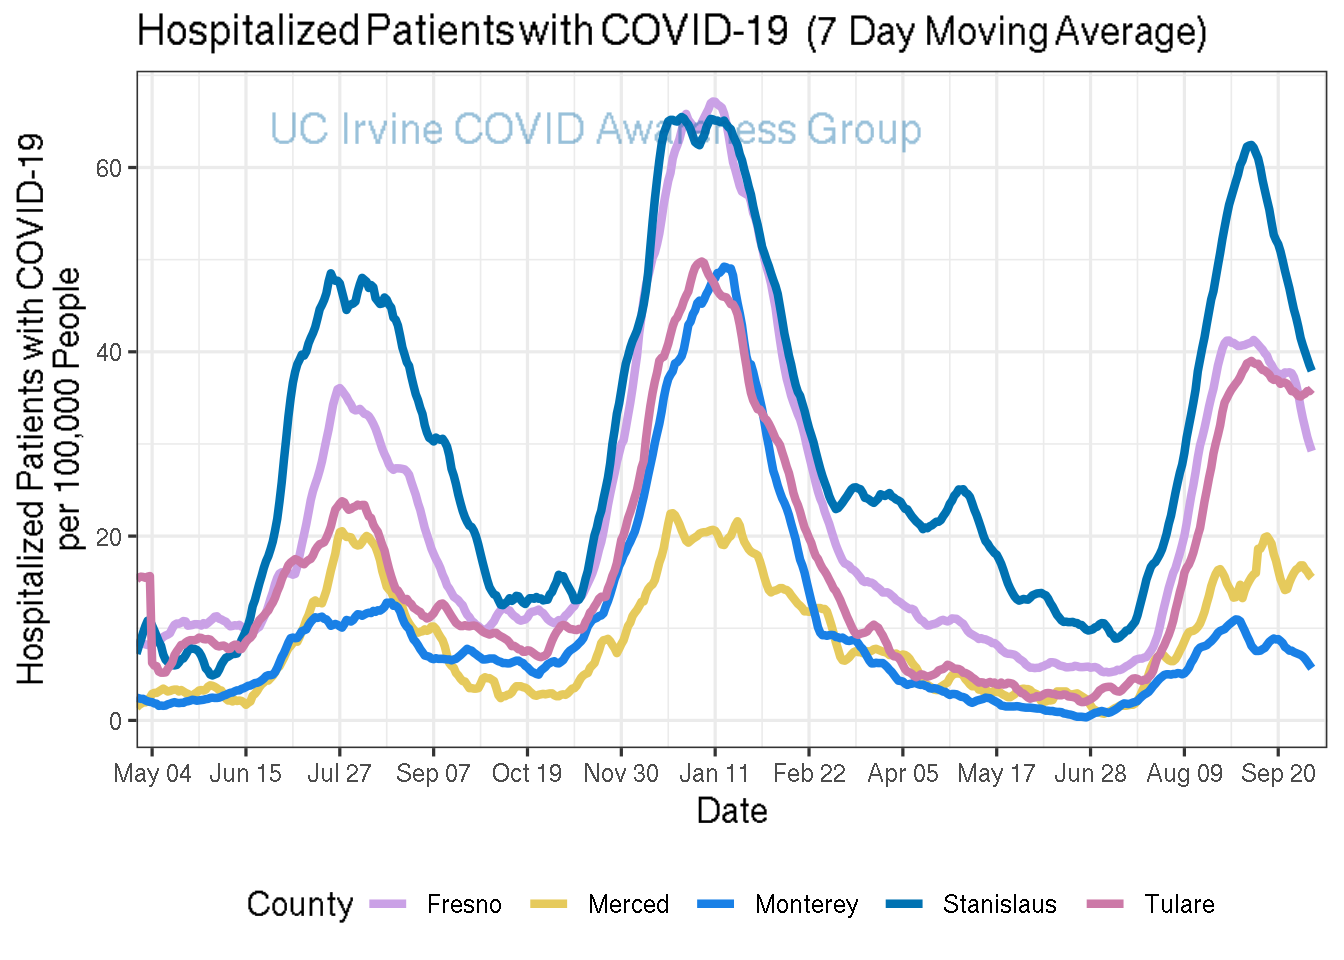 Hospitalized Patients with COVID-19 (7 Day Moving Average)
UC Irvine COVID Awareness Group
Hospitalized Patients with COVID-19
per 100,000 People
60
40
20
0
May 04 Jun 15 Jul 27 Sep 07 Oct 19 Nov 30 Jan 11 Feb 22 Apr 05 May 17 Jun 28 Aug 09 Sep 20
Date
County Fresno Merced Monterey Stanislaus Tulare